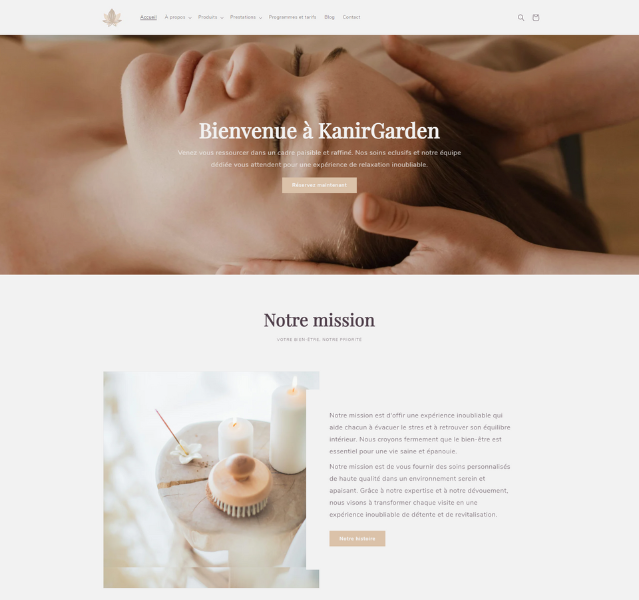 Accueil
À propos
Produits
Prestations
Programmes et tarifs
Blog
Contact
Bienvenue à KanirGarden
Venez vous ressourcer dans un cadre paisible et raffiné. Nos soins eclusifs et notre équipe
dédiée vous attendent pour une expérience de relaxation inoubliable.
Réservez maintenant
Notre mission
VOTRE BIEN-ÊTRE, NOTRE PRIORITÉ
Notre mission est d'offir une expérience inoubliable qui
aide chacun à évacuer le stres et à retrouver son équilibre
intérieur. Nous croyons fermement que le bien-être est
essentiel pour une vie saine et épanouie.
Notre mission est de vous fournir des soins personnalisés
de haute qualité dans un environnement serein et
apaisant. Grâce à notre expertise et à notre dévouement,
nous visons à transformer chaque visite en une
expérience inoubliable de détente et de revitalisation.
Notre histoire